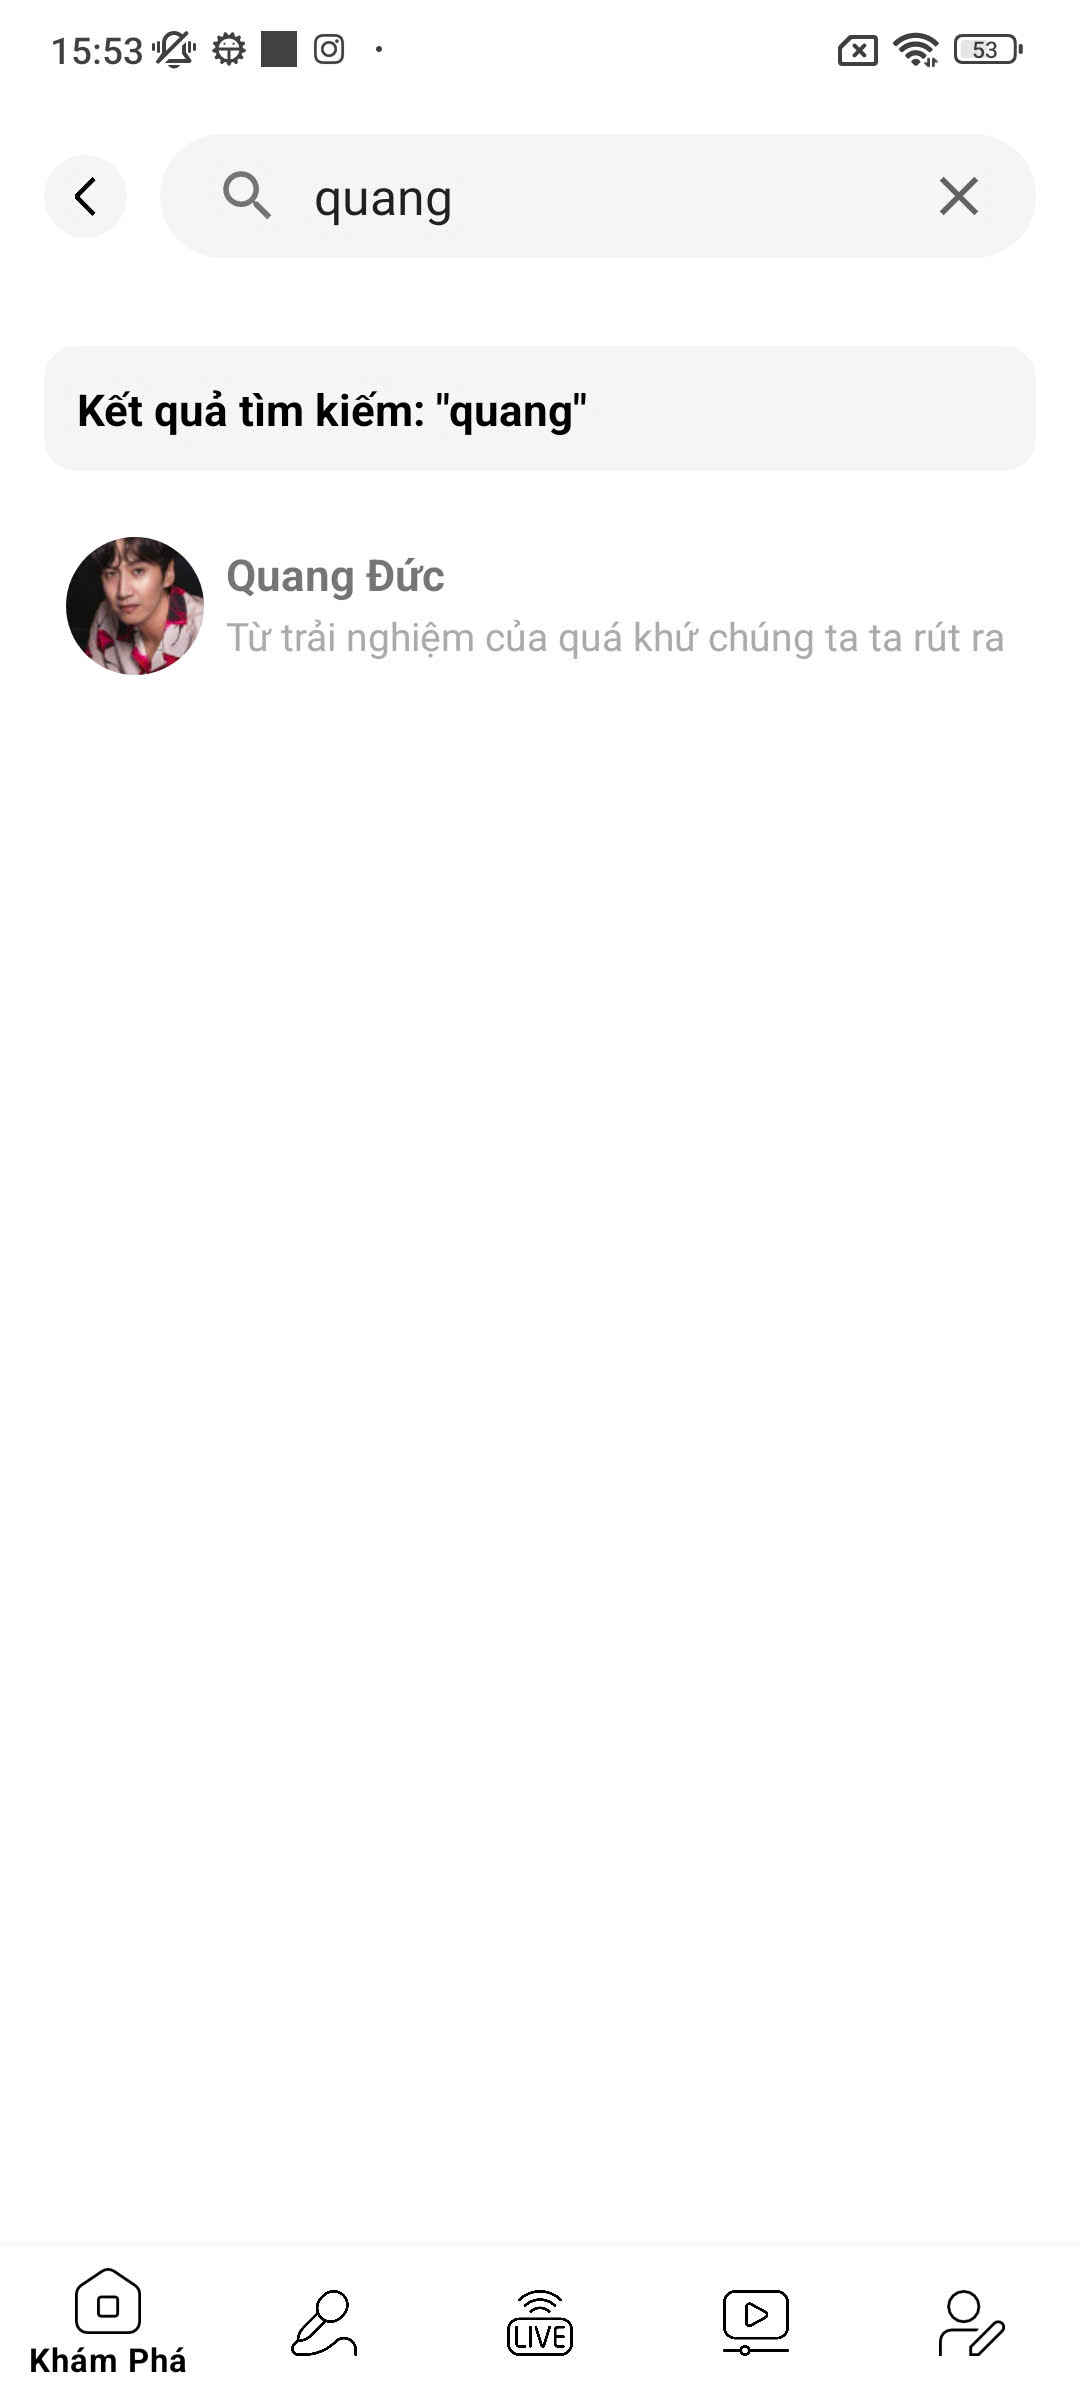 15:53
53
quang
Kết quả tìm kiếm: "quang"
Quang Đức
Từ trải nghiệm của quá khứ chúng ta ta rút ra
LIVE
Khám Phá